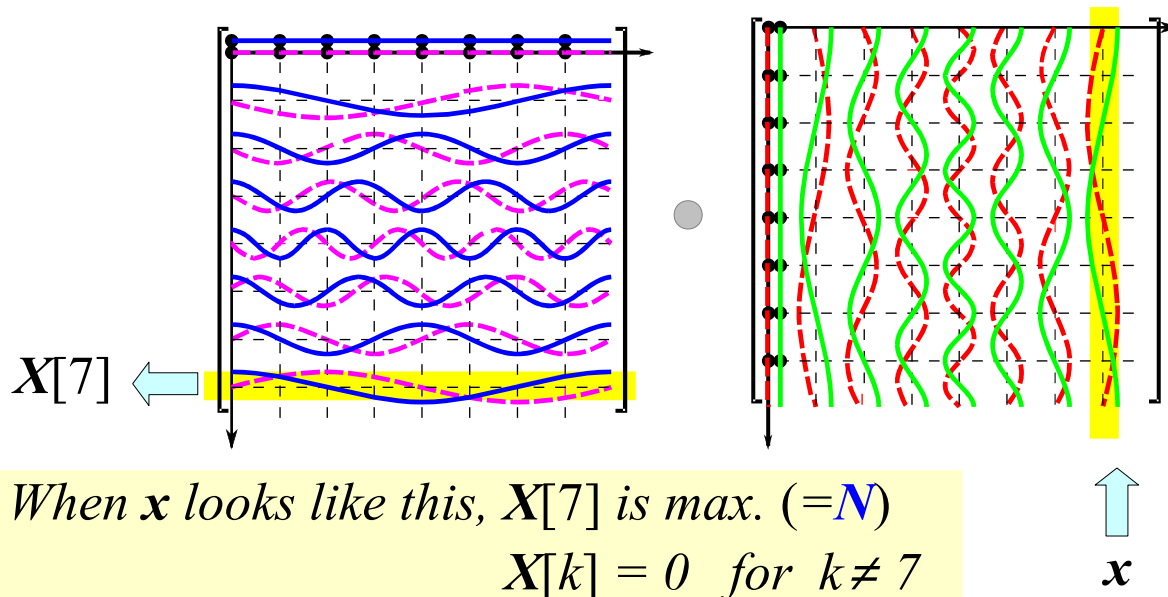 X[7]
When x looks like this, X[7] is max. (=N)
X[k] = 0 for k ≠ 7
x